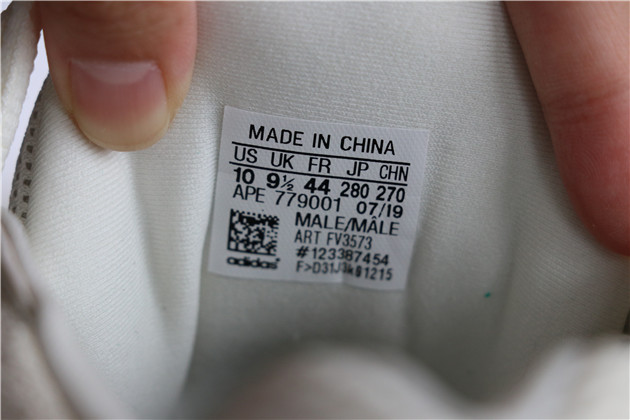 MADE IN CHINA
US UK FR JP CHN
10 9½ 44 280 270
APE 779001 07/19
MALE/MÂLE
ART FV3573
#123387454
adidas